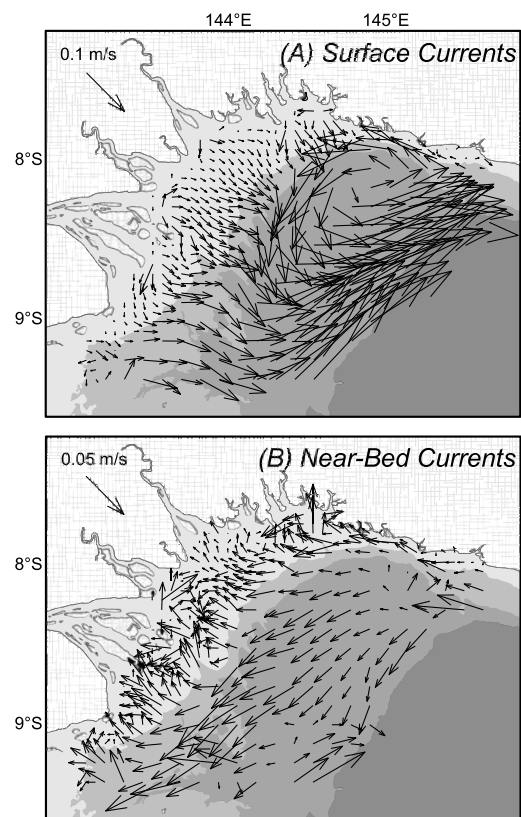 144°E 145°E
(A) Surface Currents
0.1 m/s
8°S
9°S
(B) Near-Bed Currents
0.05 m/s
8°S
9°S